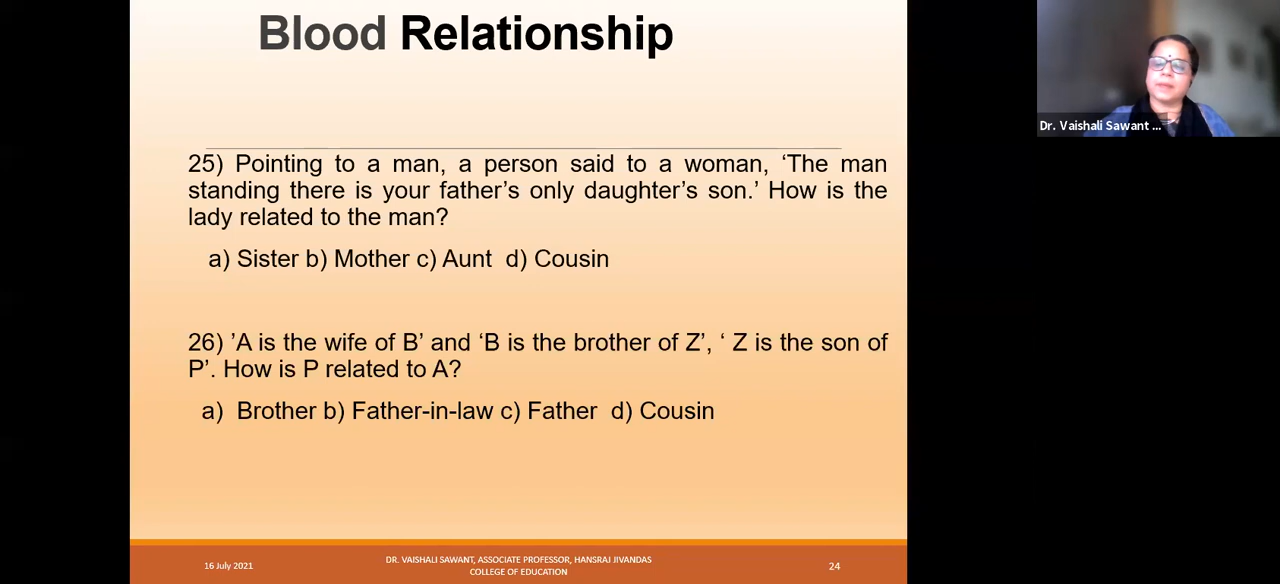 Blood Relationship
25) Pointing to a man, a person said to a woman, ‘The man
standing there is your father’s only daughter’s son.’ How is the
lady related to the man?
a) Sister b) Mother c) Aunt d) Cousin
26) ’A is the wife of B’ and ‘B is the brother of Z’, ‘ Z is the son of
P’. How is P related to A?
a) Brother b) Father-in-law c) Father d) Cousin
16 July 2021
DR. VAISHALI SAWANT, ASSOCIATE PROFESSOR, HANSRAJ JIVANDAS
COLLEGE OF EDUCATION
24
Dr. Vaishali Sawant ...